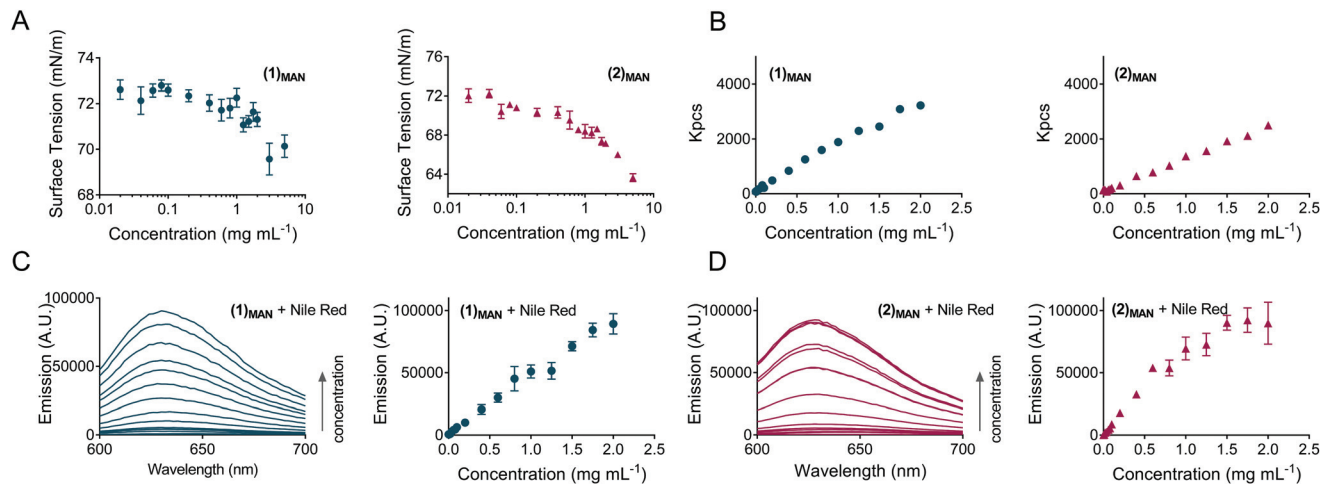 A
Surface Tension (mN/m)
74
72
70
68
0.01
0.1
1
10
Concentration (mg mL-1)
(1)MAN
Surface Tension (mN/m)
76
72
68
64
0.01
0.1
1
10
Concentration (mg mL-1)
(2)MAN
B
Kpcs
4000
2000
0
0.0
0.5
1.0
1.5
2.0
2.5
Concentration (mg mL-1)
(1)MAN
Kpcs
4000
2000
0
0.0
0.5
1.0
1.5
2.0
2.5
Concentration (mg mL-1)
(2)MAN
C
Emission (A.U.)
100000
50000
0
600
650
700
Wavelength (nm)
(1)MAN + Nile Red
concentration
Emission (A.U.)
100000
50000
0
0.0
0.5
1.0
1.5
2.0
2.5
Concentration (mg mL-1)
(1)MAN + Nile Red
D
Emission (A.U.)
100000
50000
0
600
650
700
Wavelength (nm)
(2)MAN + Nile Red
concentration
Emission (A.U.)
100000
50000
0
0.0
0.5
1.0
1.5
2.0
2.5
Concentration (mg mL-1)
(2)MAN + Nile Red